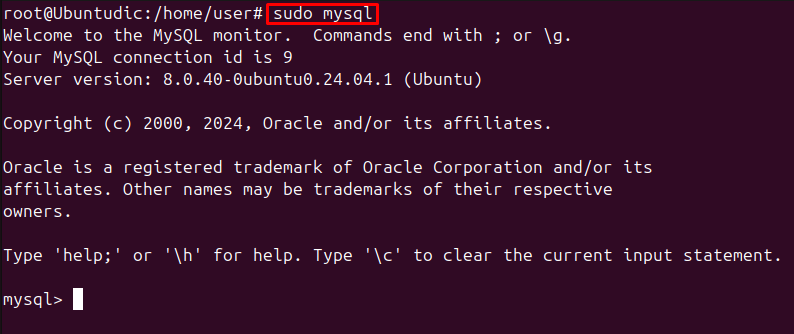 root@Ubuntudic:/home/user# sudo mysql
Welcome to the MySQL monitor.  Commands end with ; or \g.
Your MySQL connection id is 9
Server version: 8.0.40-0ubuntu0.24.04.1 (Ubuntu)
Copyright (c) 2000, 2024, Oracle and/or its affiliates.
Oracle is a registered trademark of Oracle Corporation and/or its
affiliates. Other names may be trademarks of their respective
owners.
Type 'help;' or '\h' for help. Type '\c' to clear the current input statement.
mysql>